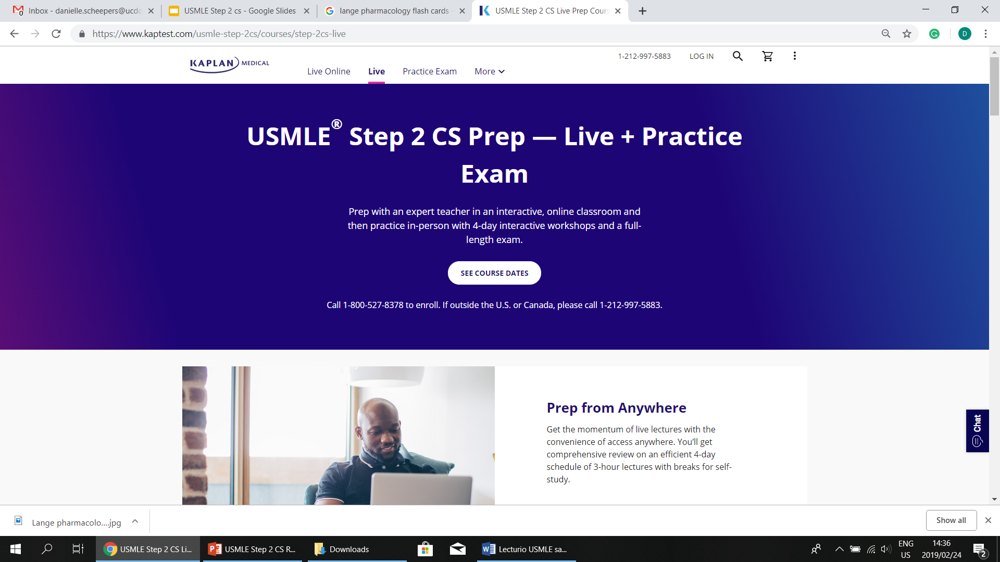 Inbox - danielle.scheepers@ucdc
USMLE Step 2 cs - Google Slides
lange pharmacology flash cards -
USMLE Step 2 CS Live Prep Cours
https://www.kaptest.com/usmle-step-2cs/courses/step-2cs-live
D
1-212-997-5883
LOG IN
KAPLAN MEDICAL
Live Online
Live
Practice Exam
More
USMLE® Step 2 CS Prep — Live + Practice
Exam
Prep with an expert teacher in an interactive, online classroom and
then practice in-person with 4-day interactive workshops and a full-
length exam.
SEE COURSE DATES
Call 1-800-527-8378 to enroll. If outside the U.S. or Canada, please call 1-212-997-5883.
Prep from Anywhere
Get the momentum of live lectures with the
convenience of access anywhere. You’ll get
comprehensive review on an efficient 4-day
schedule of 3-hour lectures with breaks for self-
study.
Chat
Lange pharmacolo....jpg
Show all
USMLE Step 2 CS Li...
USMLE Step 2 CS R...
Downloads
Lecturio USMLE sa...
ENG
US
14:36
2019/02/24
2